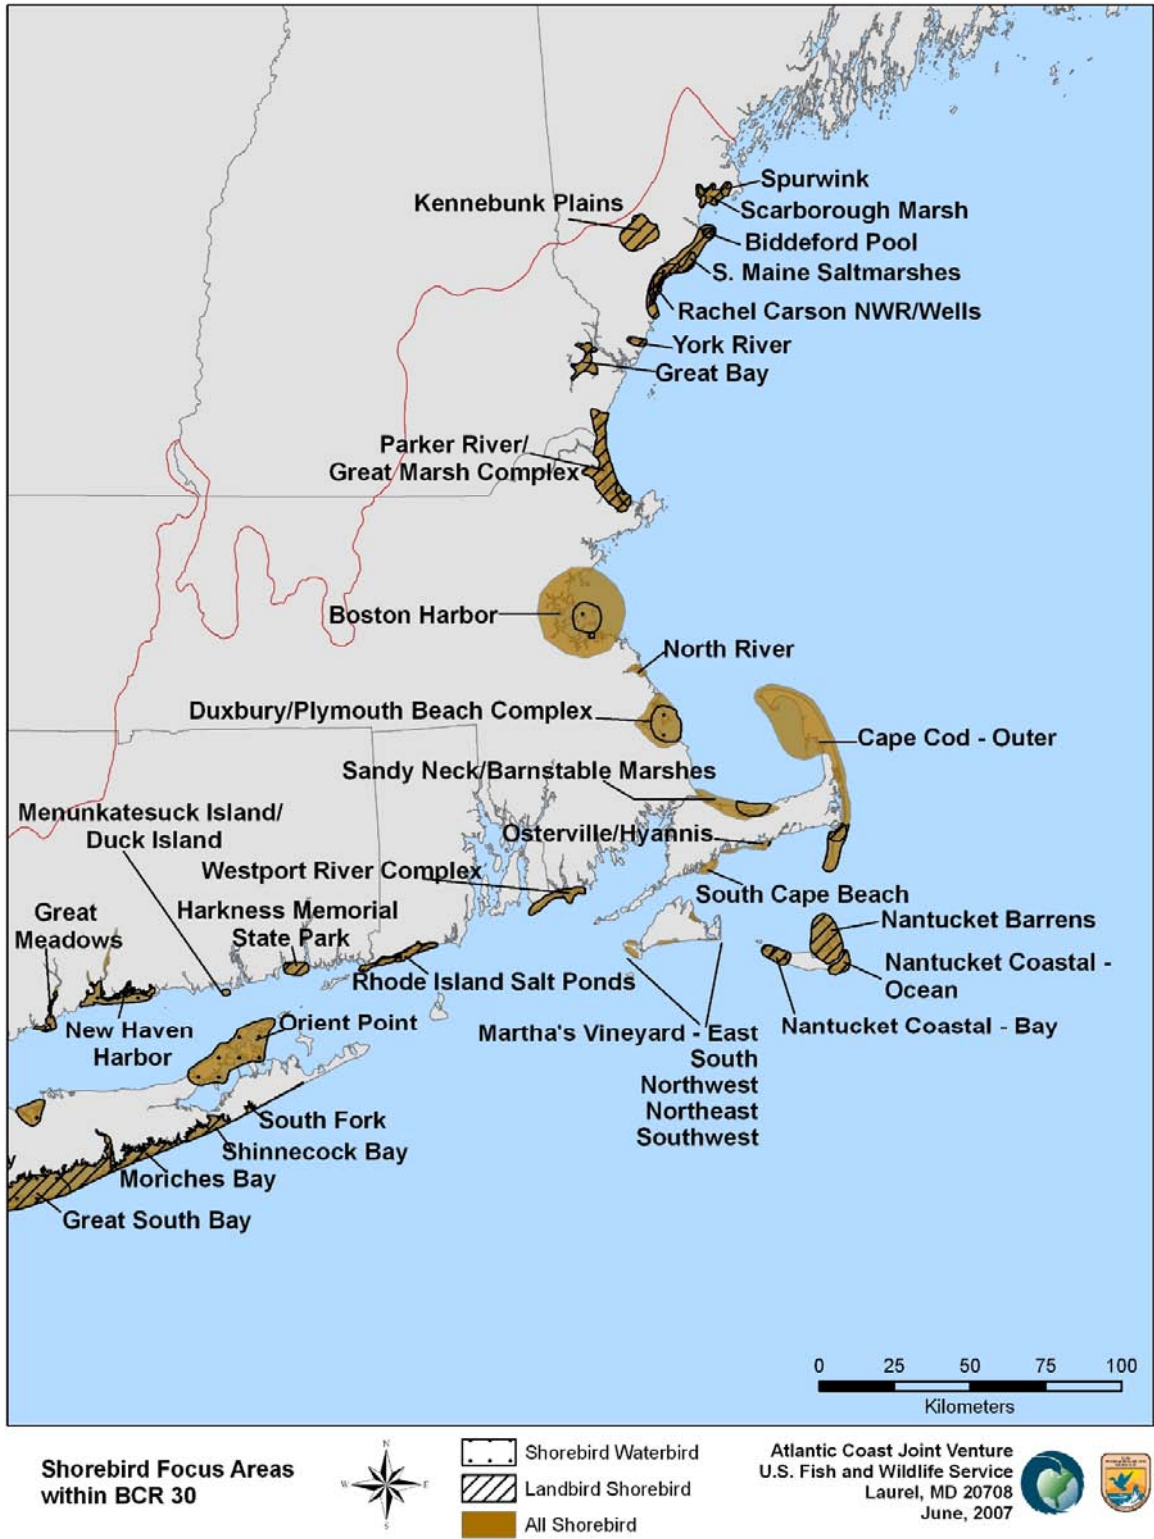 Spurwink
Kennebunk Plains
Scarborough Marsh
Biddeford Pool
S. Maine Saltmarshes
Rachel Carson NWR/Wells
York River
Great Bay
Parker River/
Great Marsh Complex
Boston Harbor
North River
Duxbury/Plymouth Beach Complex
Cape Cod - Outer
Sandy Neck/Barnstable Marshes
Menunkatesuck Island/
Duck Island
Osterville/Hyannis
Westport River Complex
South Cape Beach
Great
Meadows
Harkness Memorial
State Park
Nantucket Barrens
Nantucket Coastal -
Ocean
Rhode Island Salt Ponds
New Haven
Harbor
Orient Point
Nantucket Coastal - Bay
Martha's Vineyard - East
South
Northwest
Northeast
Southwest
South Fork
Shinnecock Bay
Moriches Bay
y
Great South Bay
0 25 50 75 100
Kilometers
Shorebird Focus Areas
within BCR 30
N
W E
S
Shorebird Waterbird
Landbird Shorebird
All Shorebird
Atlantic Coast Joint Venture
U.S. Fish and Wildlife Service
Laurel, MD 20708
June, 2007